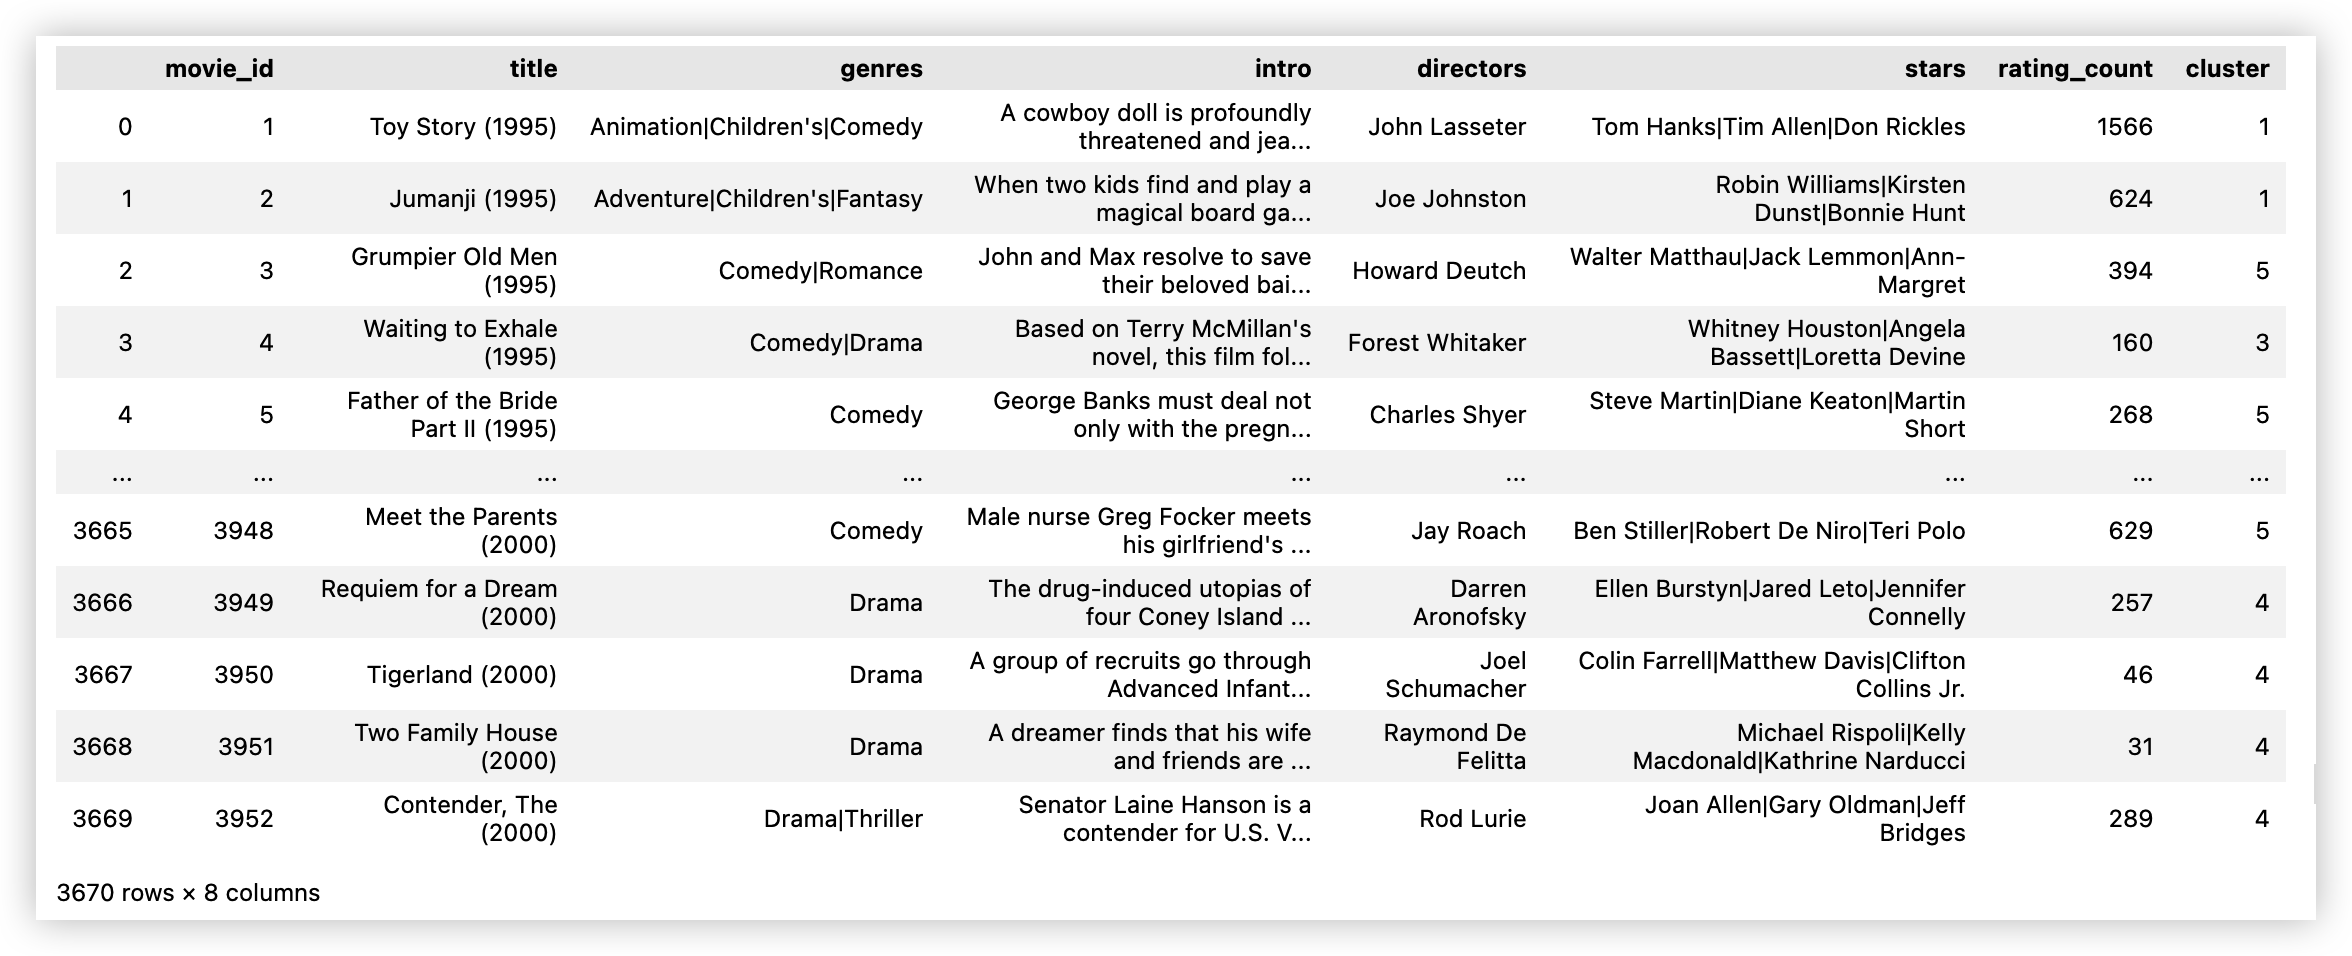 movie_id title genres intro directors stars rating_count cluster
0 1 Toy Story (1995) Animation|Children's|Comedy A cowboy doll is profoundly threatened and jea... John Lasseter Tom Hanks|Tim Allen|Don Rickles 1566 1
1 2 Jumanji (1995) Adventure|Children's|Fantasy When two kids find and play a magical board ga... Joe Johnston Robin Williams|Kirsten Dunst|Bonnie Hunt 624 1
2 3 Grumpier Old Men (1995) Comedy|Romance John and Max resolve to save their beloved bai... Howard Deutch Walter Matthau|Jack Lemmon|Ann-Margret 394 5
3 4 Waiting to Exhale (1995) Comedy|Drama Based on Terry McMillan's novel, this film fol... Forest Whitaker Whitney Houston|Angela Bassett|Loretta Devine 160 3
4 5 Father of the Bride Part II (1995) Comedy George Banks must deal not only with the pregn... Charles Shyer Steve Martin|Diane Keaton|Martin Short 268 5
... ... ... ... ... ... ... ... ...
3665 3948 Meet the Parents (2000) Comedy Male nurse Greg Focker meets his girlfriend's ... Jay Roach Ben Stiller|Robert De Niro|Teri Polo 629 5
3666 3949 Requiem for a Dream (2000) Drama The drug-induced utopias of four Coney Island ... Darren Aronofsky Ellen Burstyn|Jared Leto|Jennifer Connelly 257 4
3667 3950 Tigerland (2000) Drama A group of recruits go through Advanced Infant... Joel Schumacher Colin Farrell|Matthew Davis|Clifton Collins Jr. 46 4
3668 3951 Two Family House (2000) Drama A dreamer finds that his wife and friends are ... Raymond De Felitta Michael Rispoli|Kelly Macdonald|Kathrine Narducci 31 4
3669 3952 Contender, The (2000) Drama|Thriller Senator Laine Hanson is a contender for U.S. V... Rod Lurie Joan Allen|Gary Oldman|Jeff Bridges 289 4
3670 rows × 8 columns